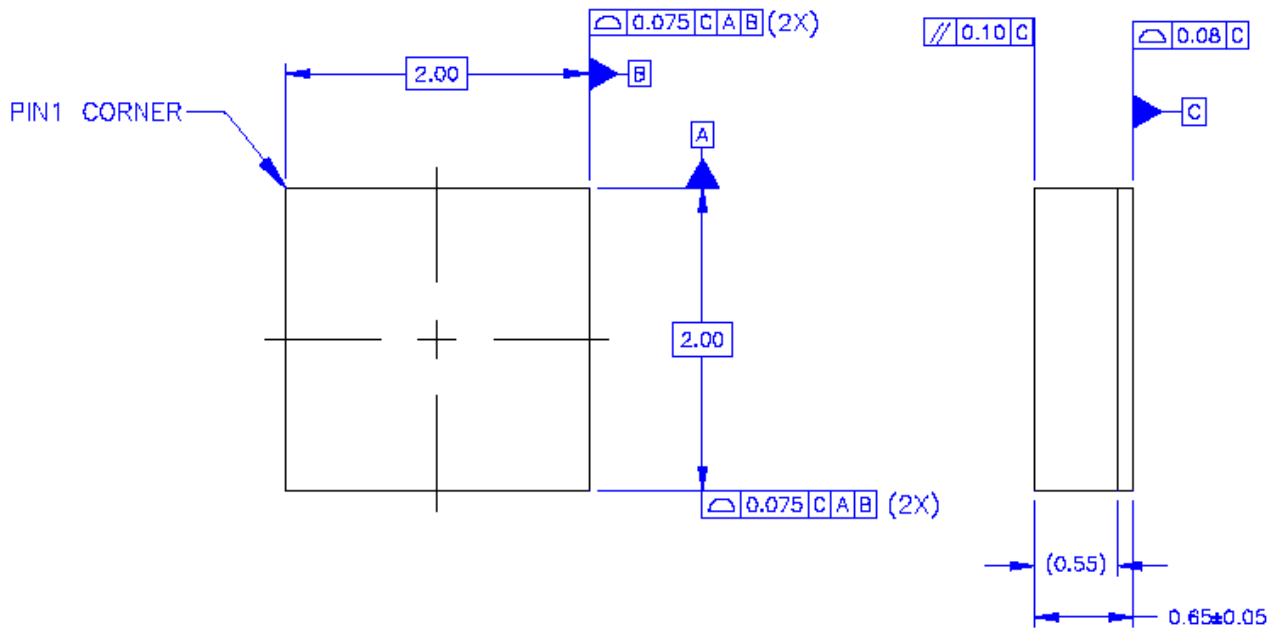 ⌓ 0.075 C A B (2X)
// 0.10 C
⌓ 0.08 C
2.00
B
PIN1 CORNER
C
A
2.00
⌓ 0.075 C A B (2X)
(0.55)
0.65±0.05